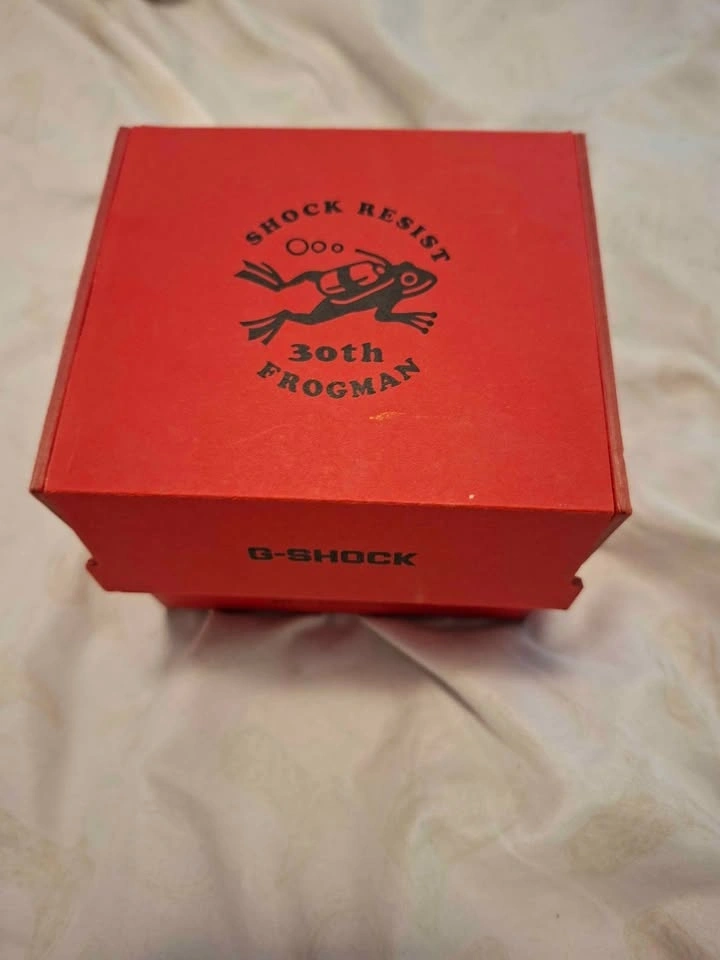 SHOCK RESIST
30th
FROGMAN
G-SHOCK